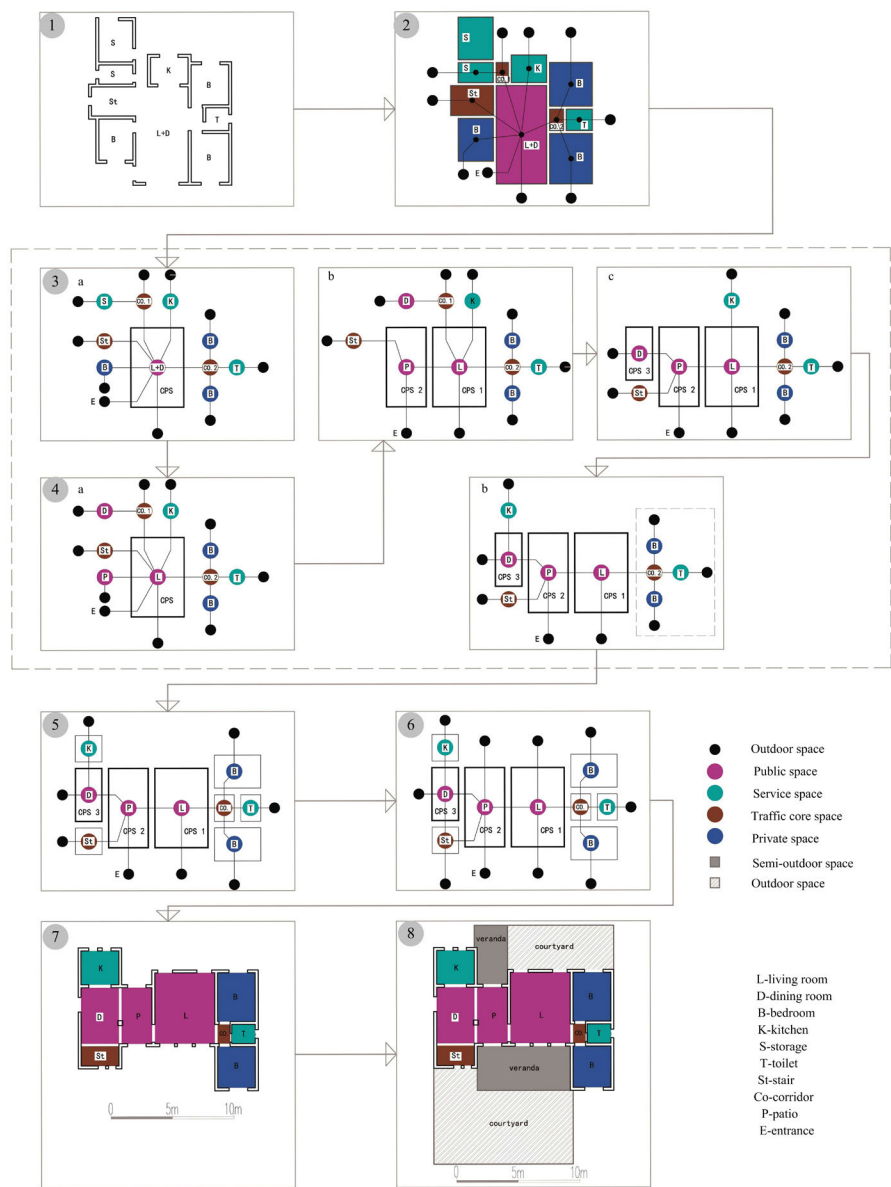 1
S
S
K
B
St
T
L+D
B
B
2
S
S
CO.1
K
St
B
B
CO.2
T
L+D
B
E
3
a
S
CO.1
K
St
B
B
L+D
CO.2
T
CPS
B
E
b
D
CO.1
K
St
B
P
L
CO.2
T
CPS 2
CPS 1
B
E
c
K
B
D
P
L
CO.2
T
CPS 3
St
CPS 2
CPS 1
B
E
4
a
D
CO.1
K
St
B
P
L
CO.2
T
CPS
B
E
b
K
B
D
P
L
CO.2
T
CPS 3
St
CPS 2
CPS 1
B
E
5
K
B
D
P
L
CO.
T
CPS 3
CPS 2
CPS 1
St
B
E
6
K
B
D
P
L
CO.
T
CPS 3
CPS 2
CPS 1
St
B
E
Outdoor space
Public space
Service space
Traffic core space
Private space
Semi-outdoor space
Outdoor space
7
K
B
D
P
L
CO.
T
St
B
0 5m 10m
8
veranda
courtyard
K
B
D
P
L
CO.
T
St
veranda
B
courtyard
0 5m 10m
L-living room
D-dining room
B-bedroom
K-kitchen
S-storage
T-toilet
St-stair
Co-corridor
P-patio
E-entrance